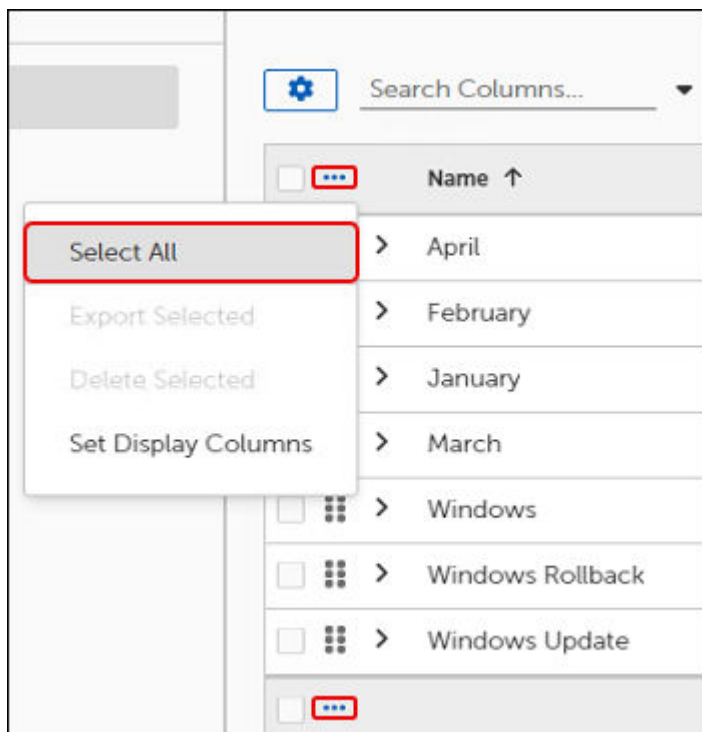 Search Columns...
Name
Select All
April
Export Selected
February
Delete Selected
January
Set Display Columns
March
Windows
Windows Rollback
Windows Update